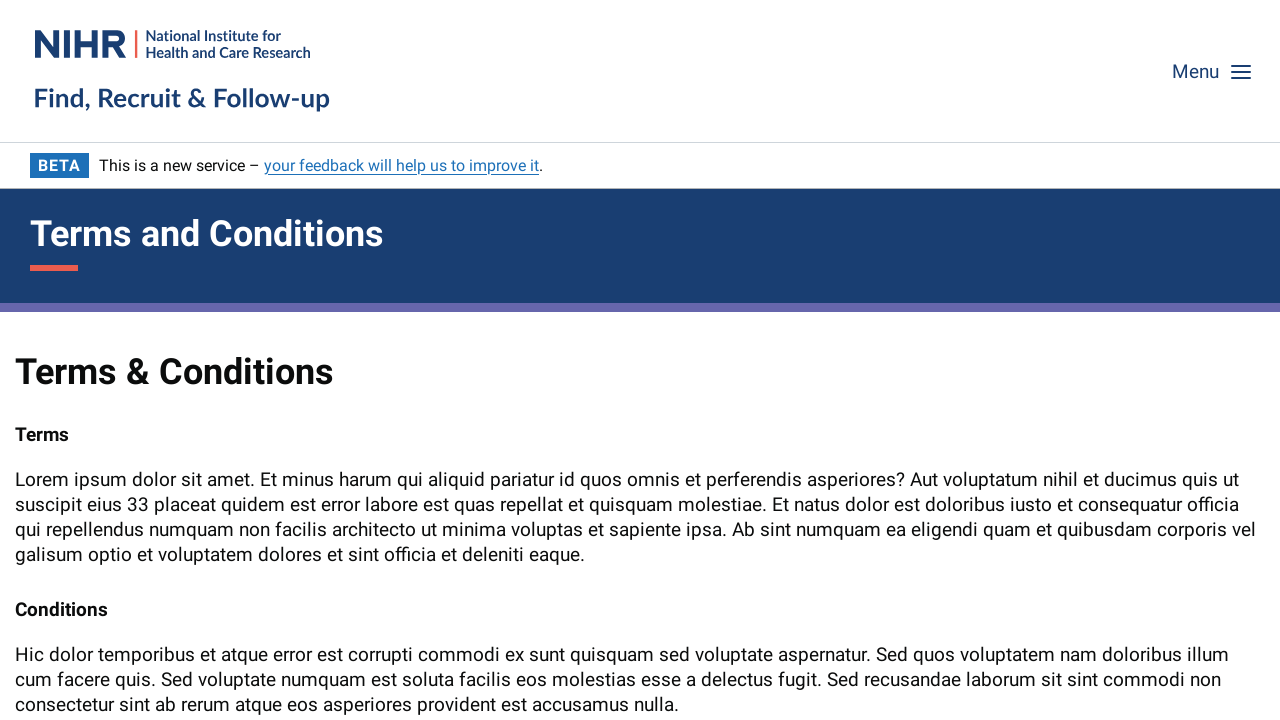 NIHR | National Institute for
Health and Care Research
Find, Recruit & Follow-up
Menu
BETA This is a new service – your feedback will help us to improve it.
Terms and Conditions
Terms & Conditions
Terms
Lorem ipsum dolor sit amet. Et minus harum qui aliquid pariatur id quos omnis et perferendis asperiores? Aut voluptatum nihil et ducimus quis ut
suscipit eius 33 placeat quidem est error labore est quas repellat et quisquam molestiae. Et natus dolor est doloribus iusto et consequatur officia
qui repellendus numquam non facilis architecto ut minima voluptas et sapiente ipsa. Ab sint numquam ea eligendi quam et quibusdam corporis vel
galisum optio et voluptatem dolores et sint officia et deleniti eaque.
Conditions
Hic dolor temporibus et atque error est corrupti commodi ex sunt quisquam sed voluptate aspernatur. Sed quos voluptatem nam doloribus illum
cum facere quis. Sed voluptate numquam est soluta facilis eos molestias esse a delectus fugit. Sed recusandae laborum sit sint commodi non
consectetur sint ab rerum atque eos asperiores provident est accusamus nulla.